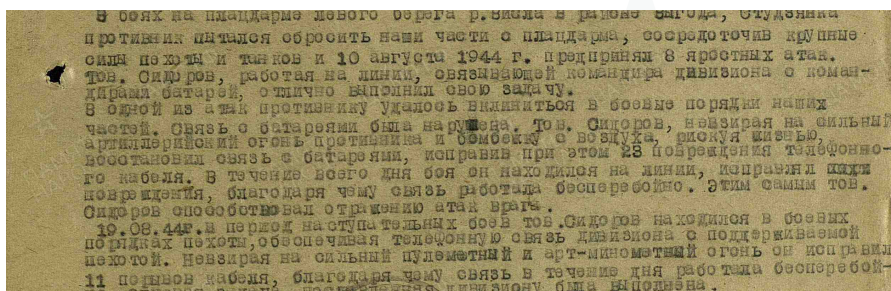 В боях на плацдарме левого берега р.Висла в районе Выгода, Студзянка
противник пытался сбросить наши части с плацдарма, сосредоточив крупные
силы пехоты и танков и 10 августа 1944 г. предпринял 8 яростных атак.
Тов. Сидоров, работая на линии, связывающей командира дивизиона с коман-
дирами батарей, отлично выполнил свою задачу.
В одной из атак противнику удалось вклиниться в боевые порядки наших
частей. Связь с батареями была нарушена. Тов. Сидоров, невзирая на сильный
артиллерийский огонь противника и бомбежку с воздуха, рискуя жизнью,
восстановил связь с батареями, исправив при этом 23 повреждения телефонно-
го кабеля. В течение всего дня боя он находился на линии, исправлял
повреждения, благодаря чему связь работала бесперебойно. Этим самым тов.
Сидоров способствовал отражению атак врага.
19.08.44г.в период наступательных боев тов.Сидоров находился в боевых
порядках пехоты,обеспечивая телефонную связь дивизиона с поддерживаемой
пехотой. Невзирая на сильный пулеметный и арт-минометный огонь он исправил
11 порывов кабеля, благодаря чему связь в течение дня работала бесперебой-
дивизиону была выполнена.